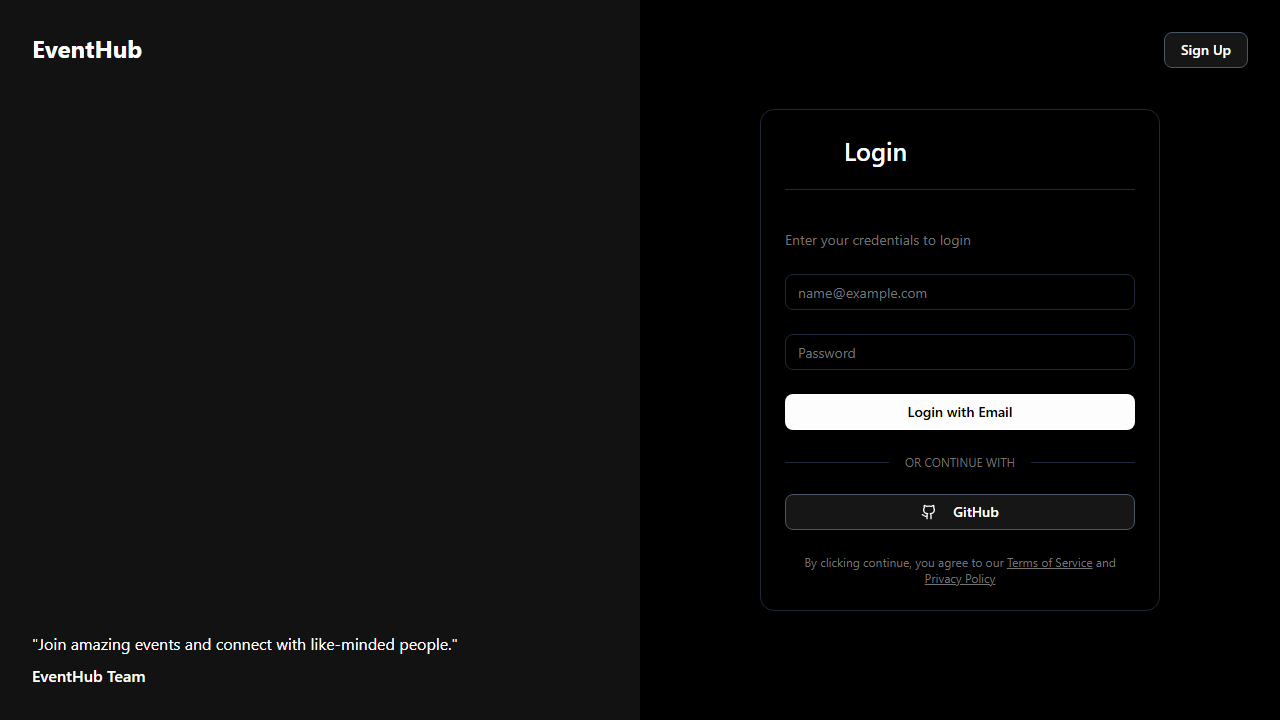 EventHub
"Join amazing events and connect with like-minded people."
EventHub Team
Sign Up
Login
Enter your credentials to login
name@example.com
Password
Login with Email
OR CONTINUE WITH
GitHub
By clicking continue, you agree to our Terms of Service and
Privacy Policy